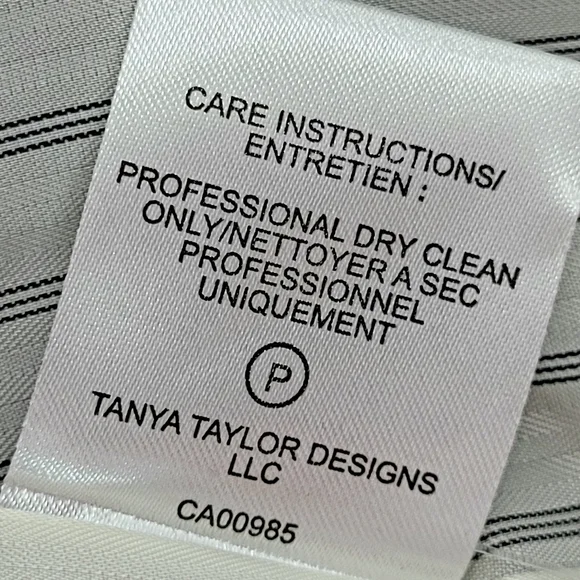 CARE INSTRUCTIONS/
ENTRETIEN :
PROFESSIONAL DRY CLEAN
ONLY/NETTOYER A SEC
PROFESSIONNEL
UNIQUEMENT
P
TANYA TAYLOR DESIGNS
LLC
CA00985